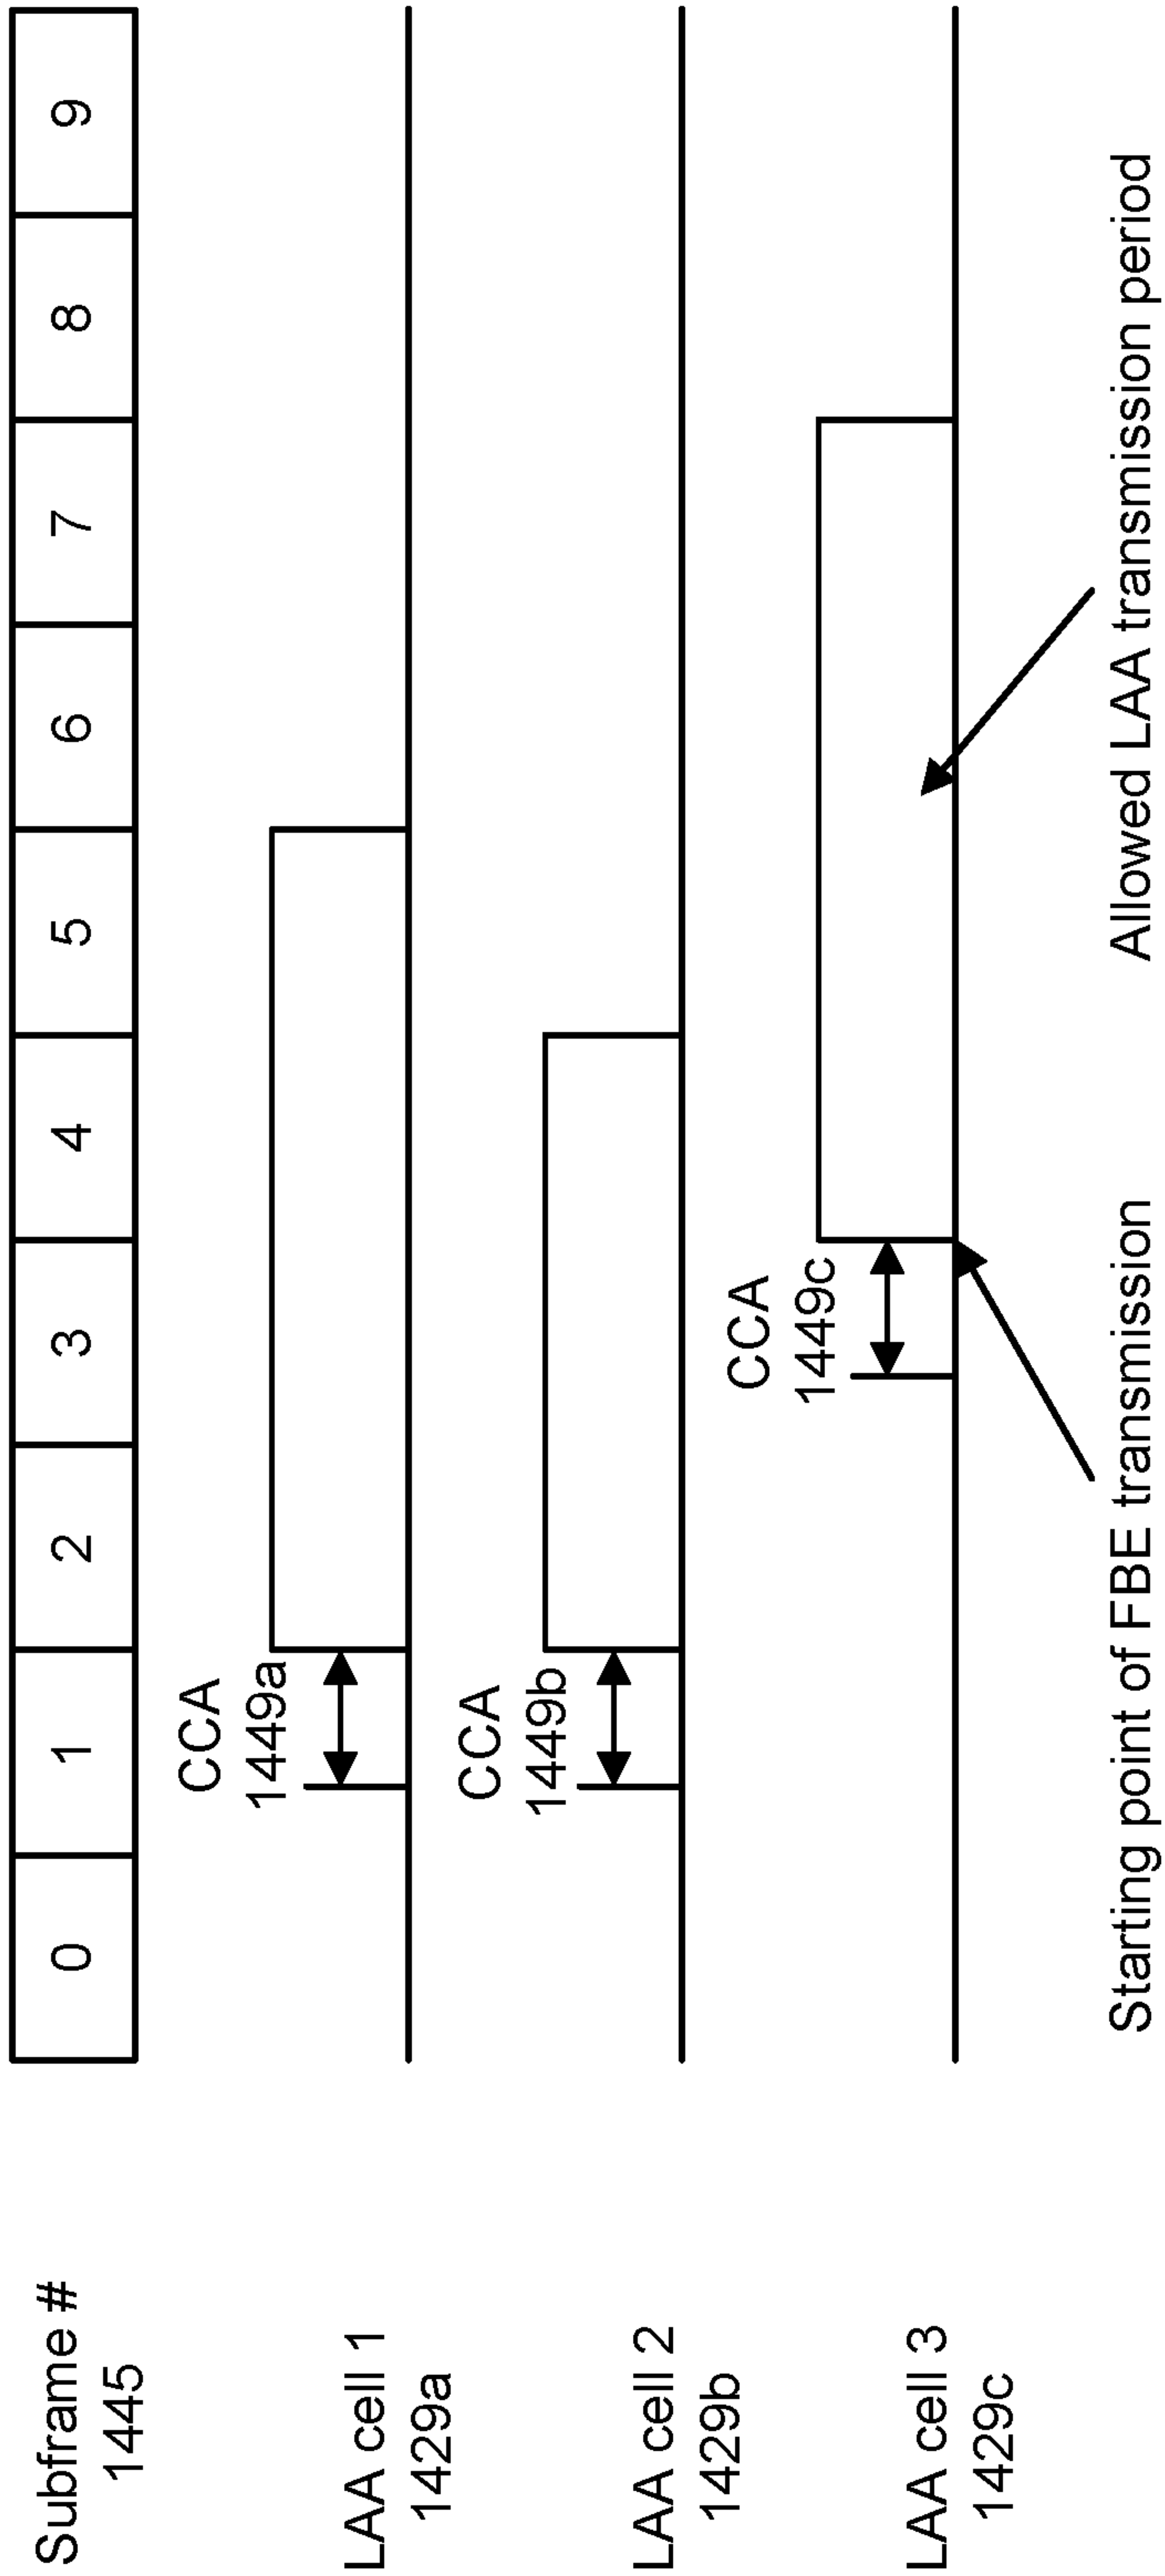 Subframe #
1445
0 1 2 3 4 5 6 7 8 9
LAA cell 1
1429a
CCA
1449a
LAA cell 2
1429b
CCA
1449b
LAA cell 3
1429c
CCA
1449c
Starting point of FBE transmission
Allowed LAA transmission period